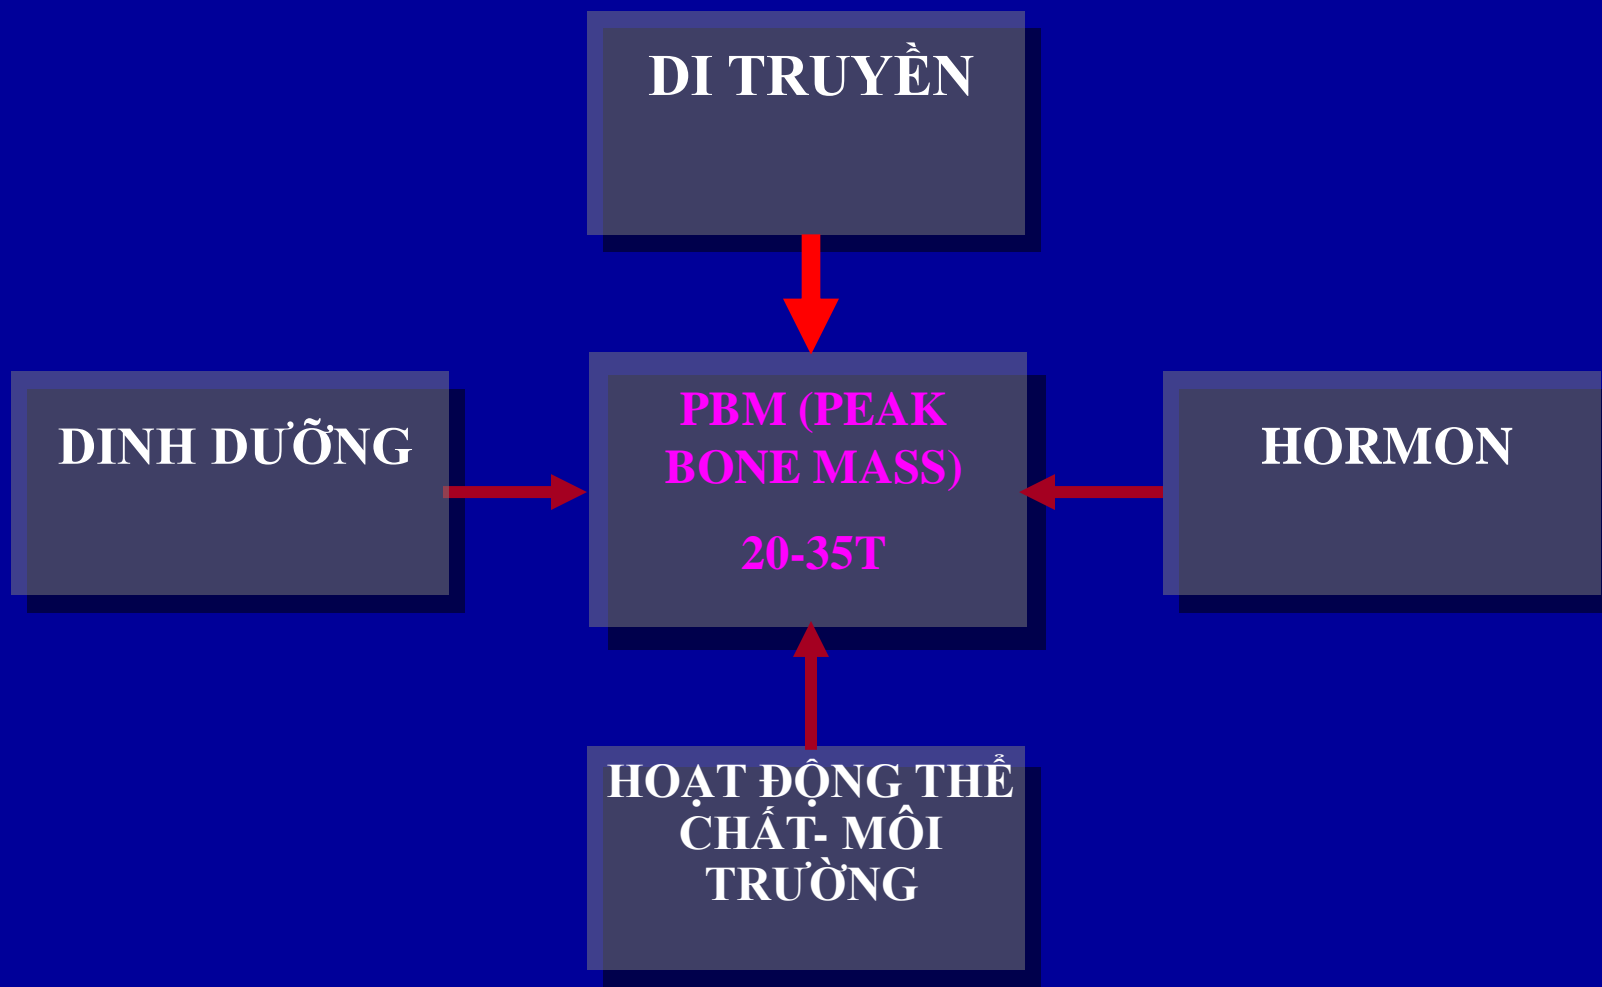 DI TRUYỀN
DINH DƯỠNG
PBM (PEAK
BONE MASS)
20-35T
HORMON
HOẠT ĐỘNG THỂ
CHẤT- MÔI
TRƯỜNG